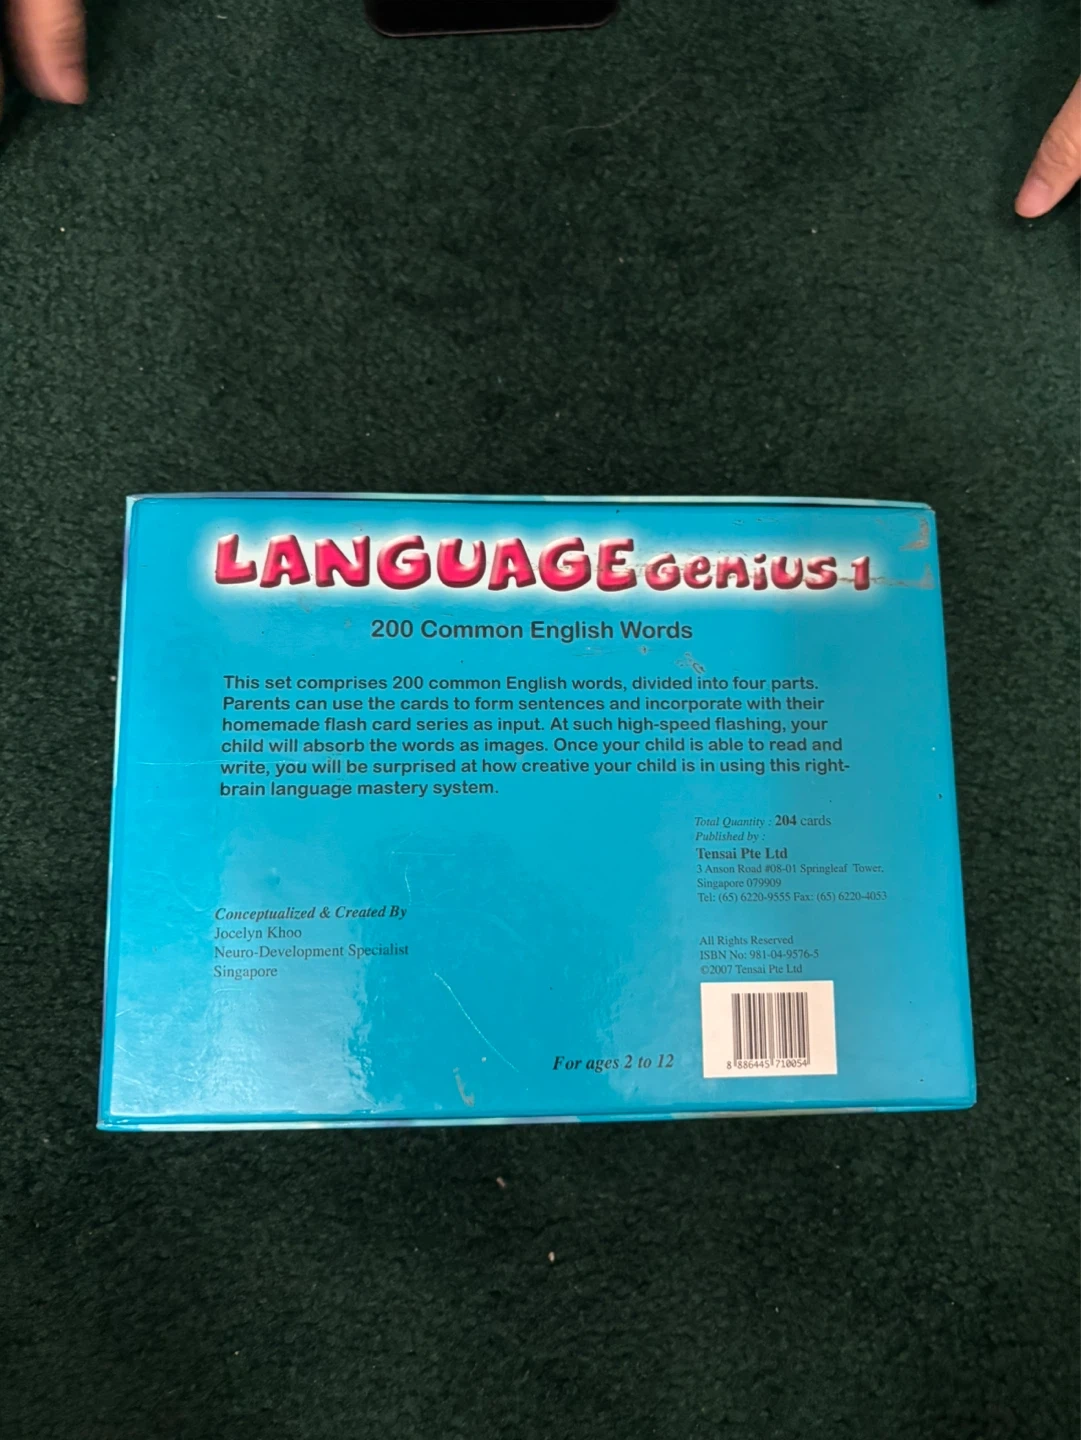 LANGUAGE Genius 1
200 Common English Words
This set comprises 200 common English words, divided into four parts.
Parents can use the cards to form sentences and incorporate with their
homemade flash card series as input. At such high-speed flashing, your
child will absorb the words as images. Once your child is able to read and
write, you will be surprised at how creative your child is in using this right-
brain language mastery system.
Total Quantity : 204 cards
Published by :
Tensai Pte Ltd
3 Anson Road #08-01 Springleaf Tower,
Singapore 079909
Tel: (65) 6220-9555 Fax: (65) 6220-4053
Conceptualized & Created By
Jocelyn Khoo
Neuro-Development Specialist
Singapore
All Rights Reserved
ISBN No: 981-04-9576-5
©2007 Tensai Pte Ltd
For ages 2 to 12
8 886445 710054